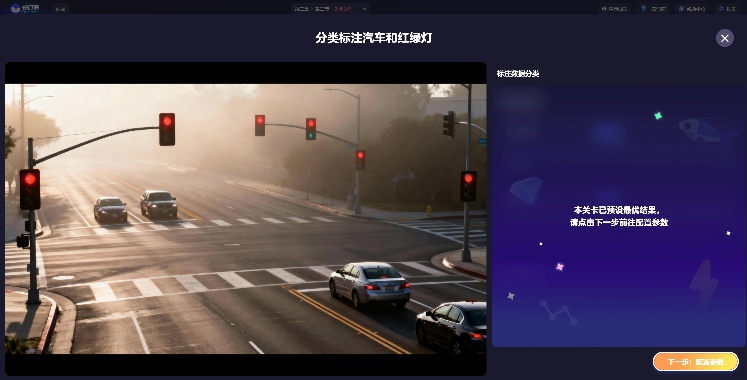 分类标注汽车和红绿灯
标注数据分类
本关卡已预设最优结果,
请点击下一步前往配置参数
下一步：配置参数